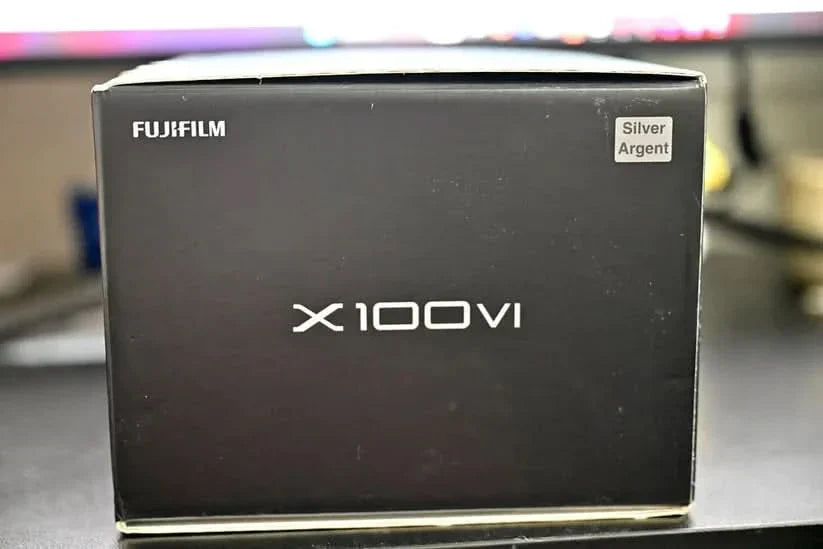 FUJIFILM
Silver
Argent
X100VI